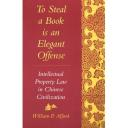 To Steal
a Book
is an
Elegant
Offense
Intellectual
Property Law
in Chinese
Civilization
William P. Alford